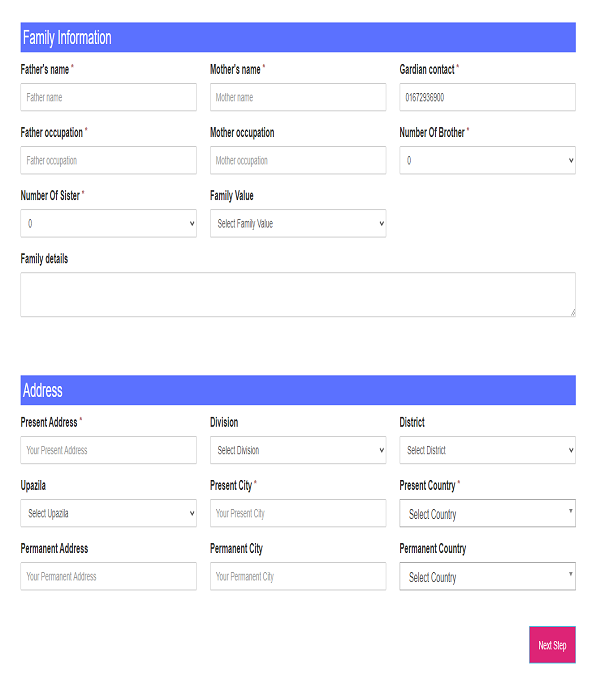 Family Information
Father's name * Mother's name * Gardian contact *
Father name Mother name 01672936900
Father occupation * Mother occupation Number Of Brother *
Father occupation Mother occupation 0
Number Of Sister * Family Value
0 Select Family Value
Family details
Address
Present Address * Division District
Your Present Address Select Division Select District
Upazila Present City * Present Country *
Select Upazila Your Present City Select Country
Permanent Address Permanent City Permanent Country
Your Permanent Address Your Permanent City Select Country
Next Step